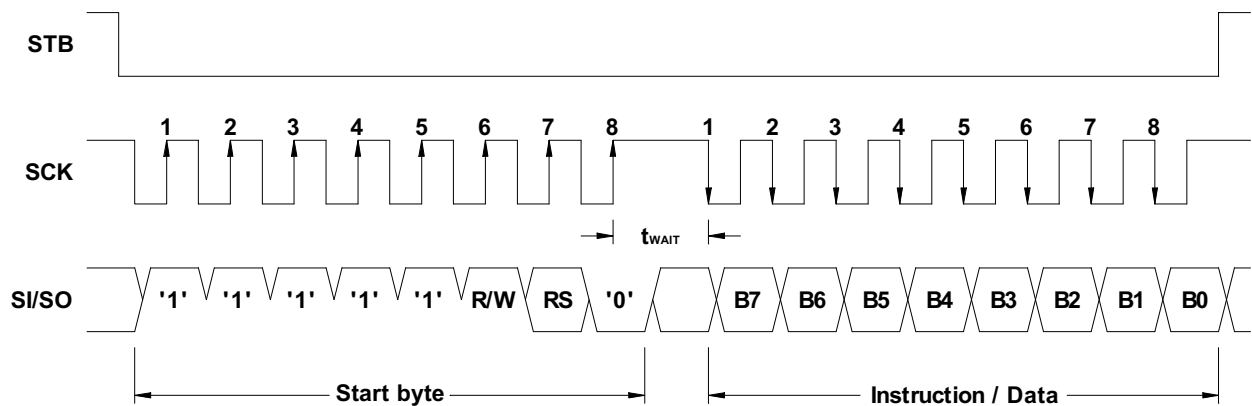 STB
1 2 3 4 5 6 7 8 1 2 3 4 5 6 7 8
SCK
tWAIT
SI/SO '1' '1' '1' '1' '1' R/W RS '0' B7 B6 B5 B4 B3 B2 B1 B0
Start byte Instruction / Data